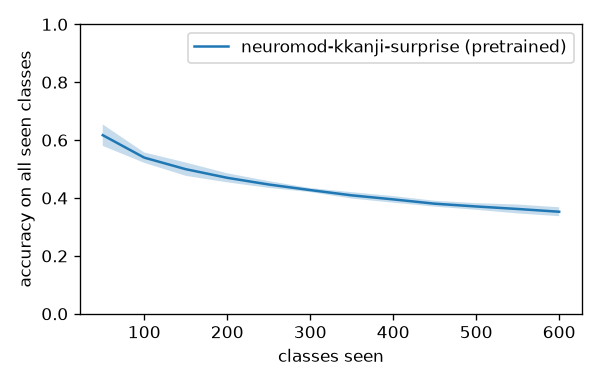 neuromod-kkanji-surprise (pretrained)
accuracy on all seen classes
1.0
0.8
0.6
0.4
0.2
0.0
100 200 300 400 500 600
classes seen